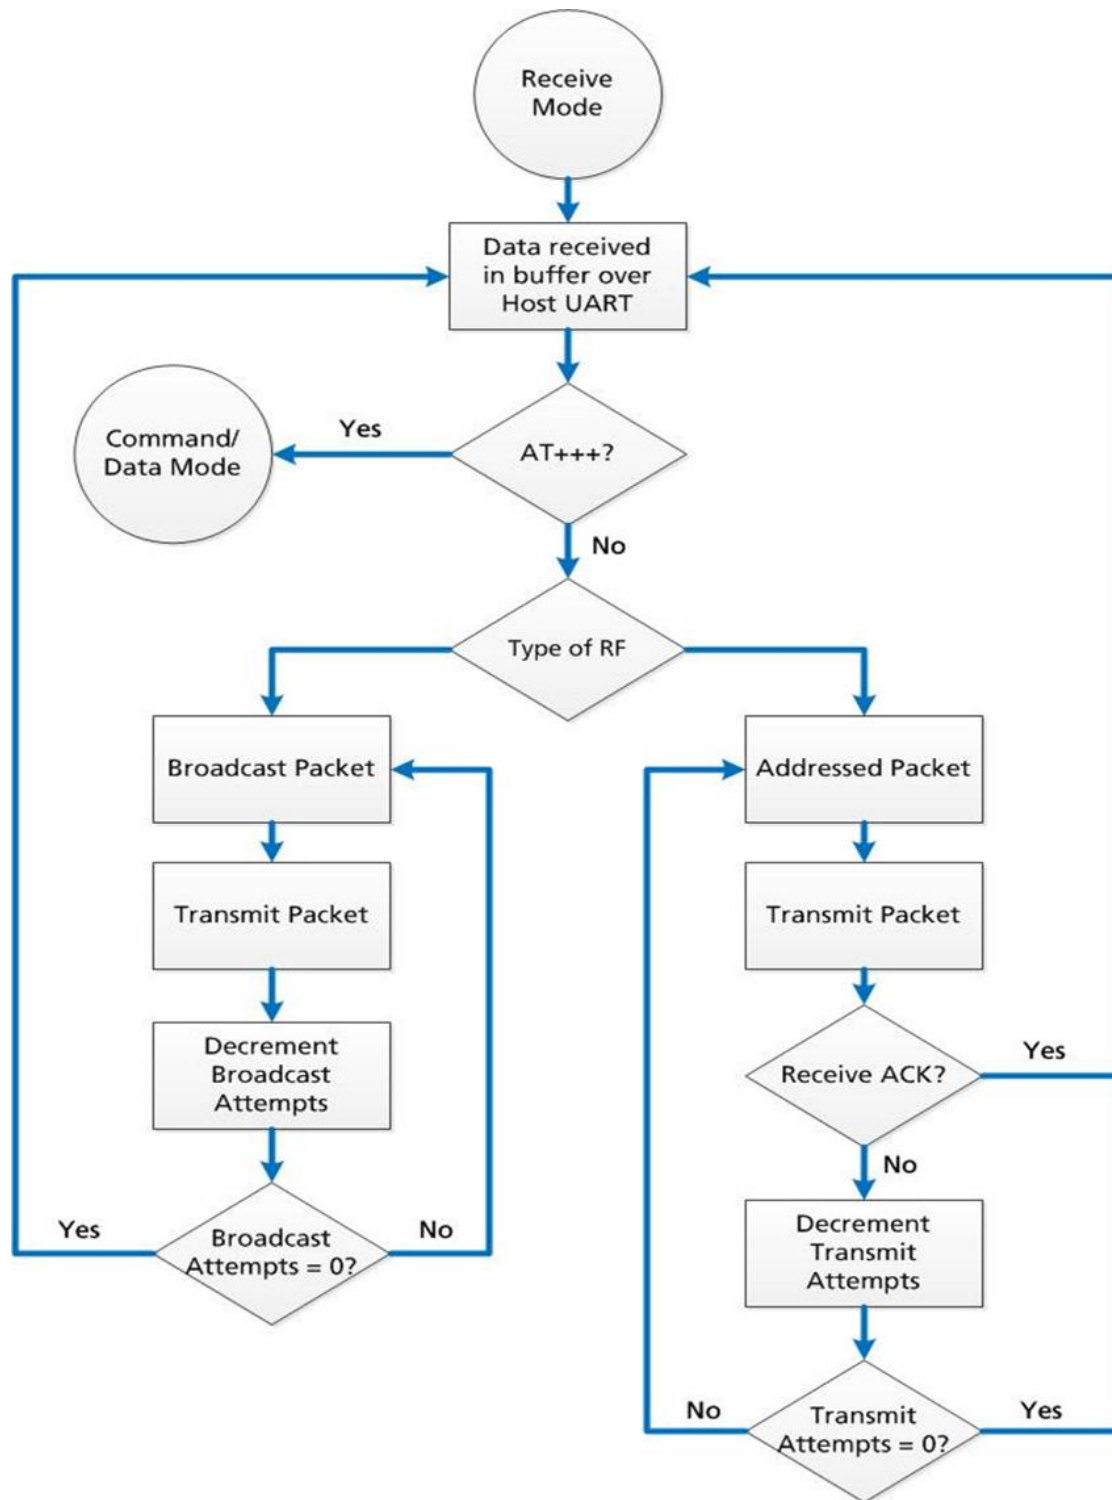 Receive
Mode
Data received
in buffer over
Host UART
Command/
Data Mode
Yes
AT+++?
No
Type of RF
Broadcast Packet
Addressed Packet
Transmit Packet
Transmit Packet
Decrement
Broadcast
Attempts
Receive ACK?
Yes
No
Yes
Broadcast
Attempts = 0?
No
Decrement
Transmit
Attempts
No
Transmit
Attempts = 0?
Yes